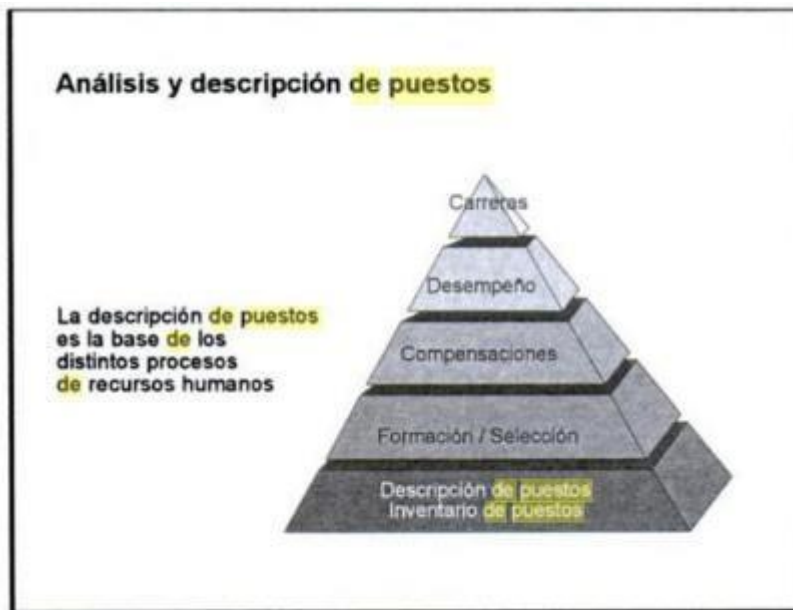 Análisis y descripción de puestos
La descripción de puestos
es la base de los
distintos procesos
de recursos humanos
Carreras
Desempeño
Compensaciones
Formación / Selección
Descripción de puestos
Inventario de puestos